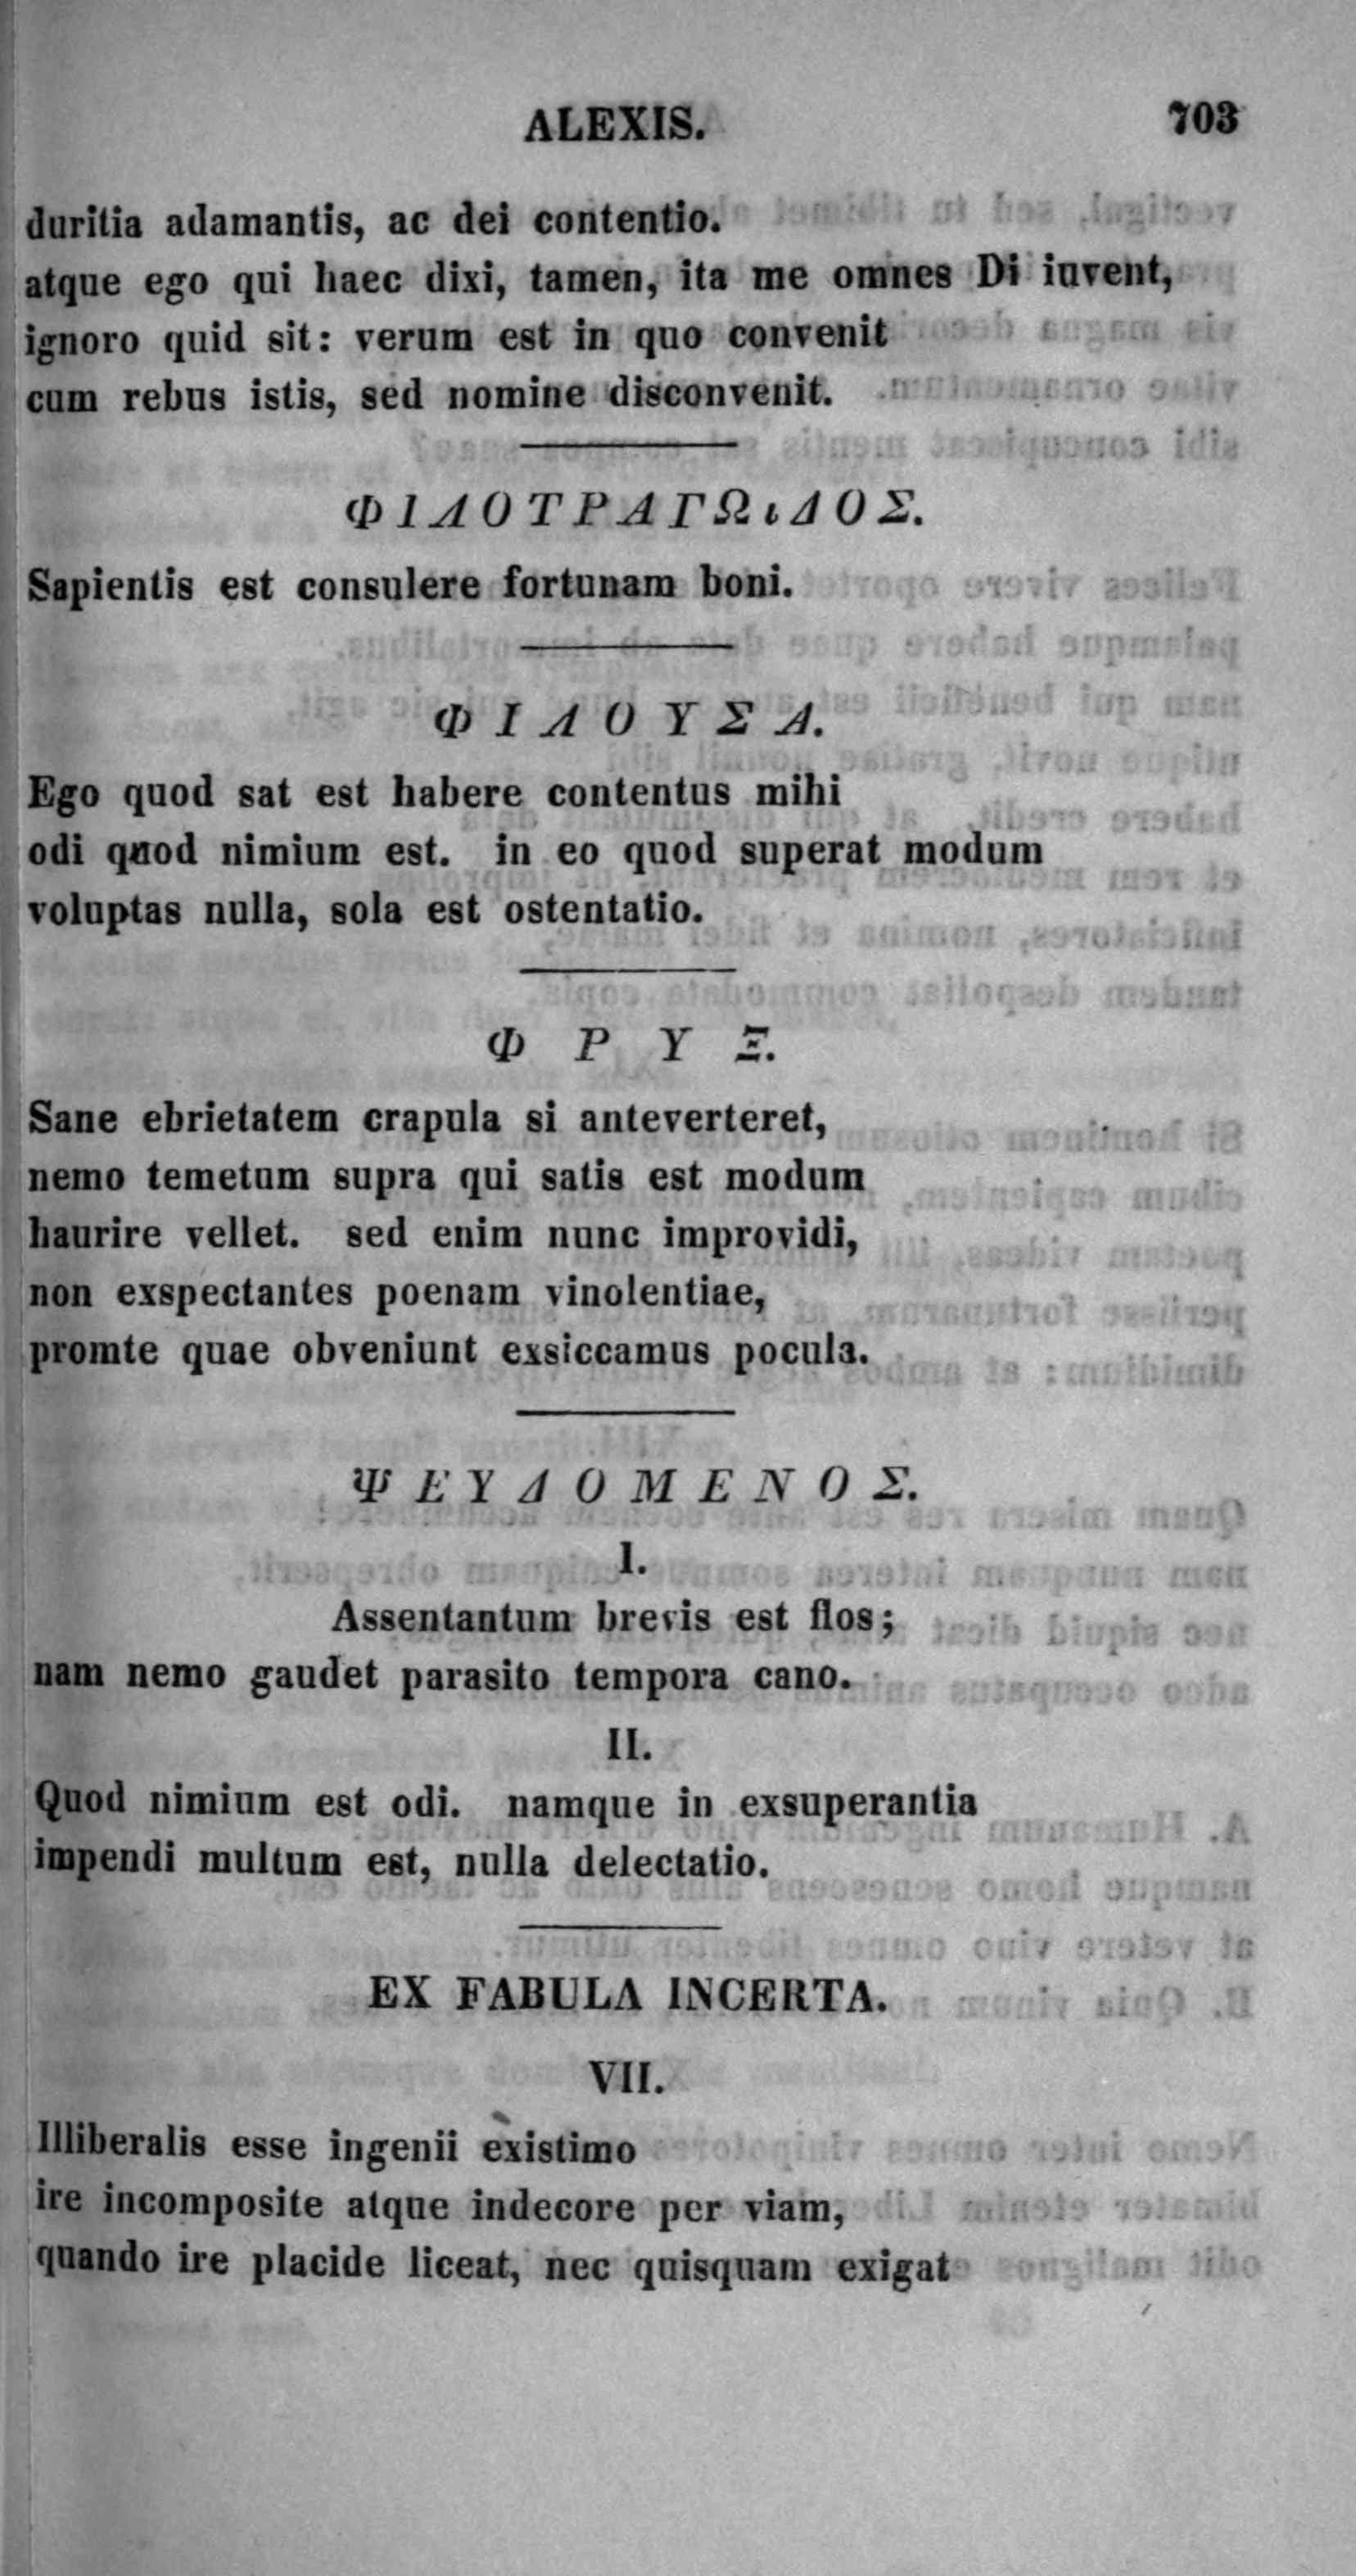 ALEXIS. 703
duritia adamantis, ac dei contentio.
atque ego qui haec dixi, tamen, ita me omnes Di iuvent,
ignoro quid sit: verum est in quo convenit
cum rebus istis, sed nomine disconvenit.
ΦΙΛΟΤΡΑΓΩιΔΟΣ.
Sapientis est consulere fortunam boni.
ΦΙΛΟΥΣΑ.
Ego quod sat est habere contentus mihi
odi quod nimium est. in eo quod superat modum
voluptas nulla, sola est ostentatio.
ΦΡΥΞ.
Sane ebrietatem crapula si anteverteret,
nemo temetum supra qui satis est modum
haurire vellet. sed enim nunc improvidi,
non exspectantes poenam vinolentiae,
promte quae obveniunt exsiccamus pocula.
ΨΕΥΔΟΜΕΝΟΣ.
I.
Assentantum brevis est flos;
nam nemo gaudet parasito tempora cano.
II.
Quod nimium est odi. namque in exsuperantia
impendi multum est, nulla delectatio.
EX FABULA INCERTA.
VII.
Illiberalis esse ingenii existimo
ire incomposite atque indecore per viam,
quando ire placide liceat, nec quisquam exigat